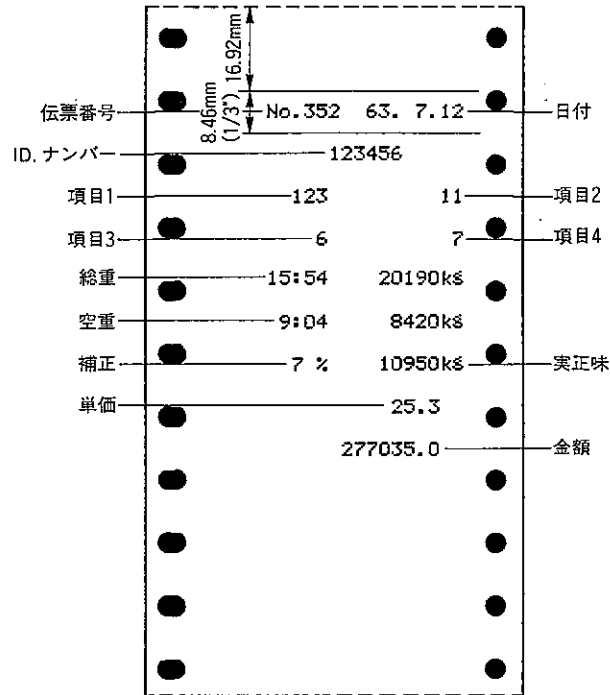 16.92mm
8.46mm
(1/3")
伝票番号 No.352 63. 7.12 日付
ID.ナンバー 123456
項目1 123 11 項目2
項目3 6 7 項目4
総重 15:54 20190kg
空重 9:04 8420kg
補正 7 % 10950kg 実正味
単価 25.3
277035.0 金額